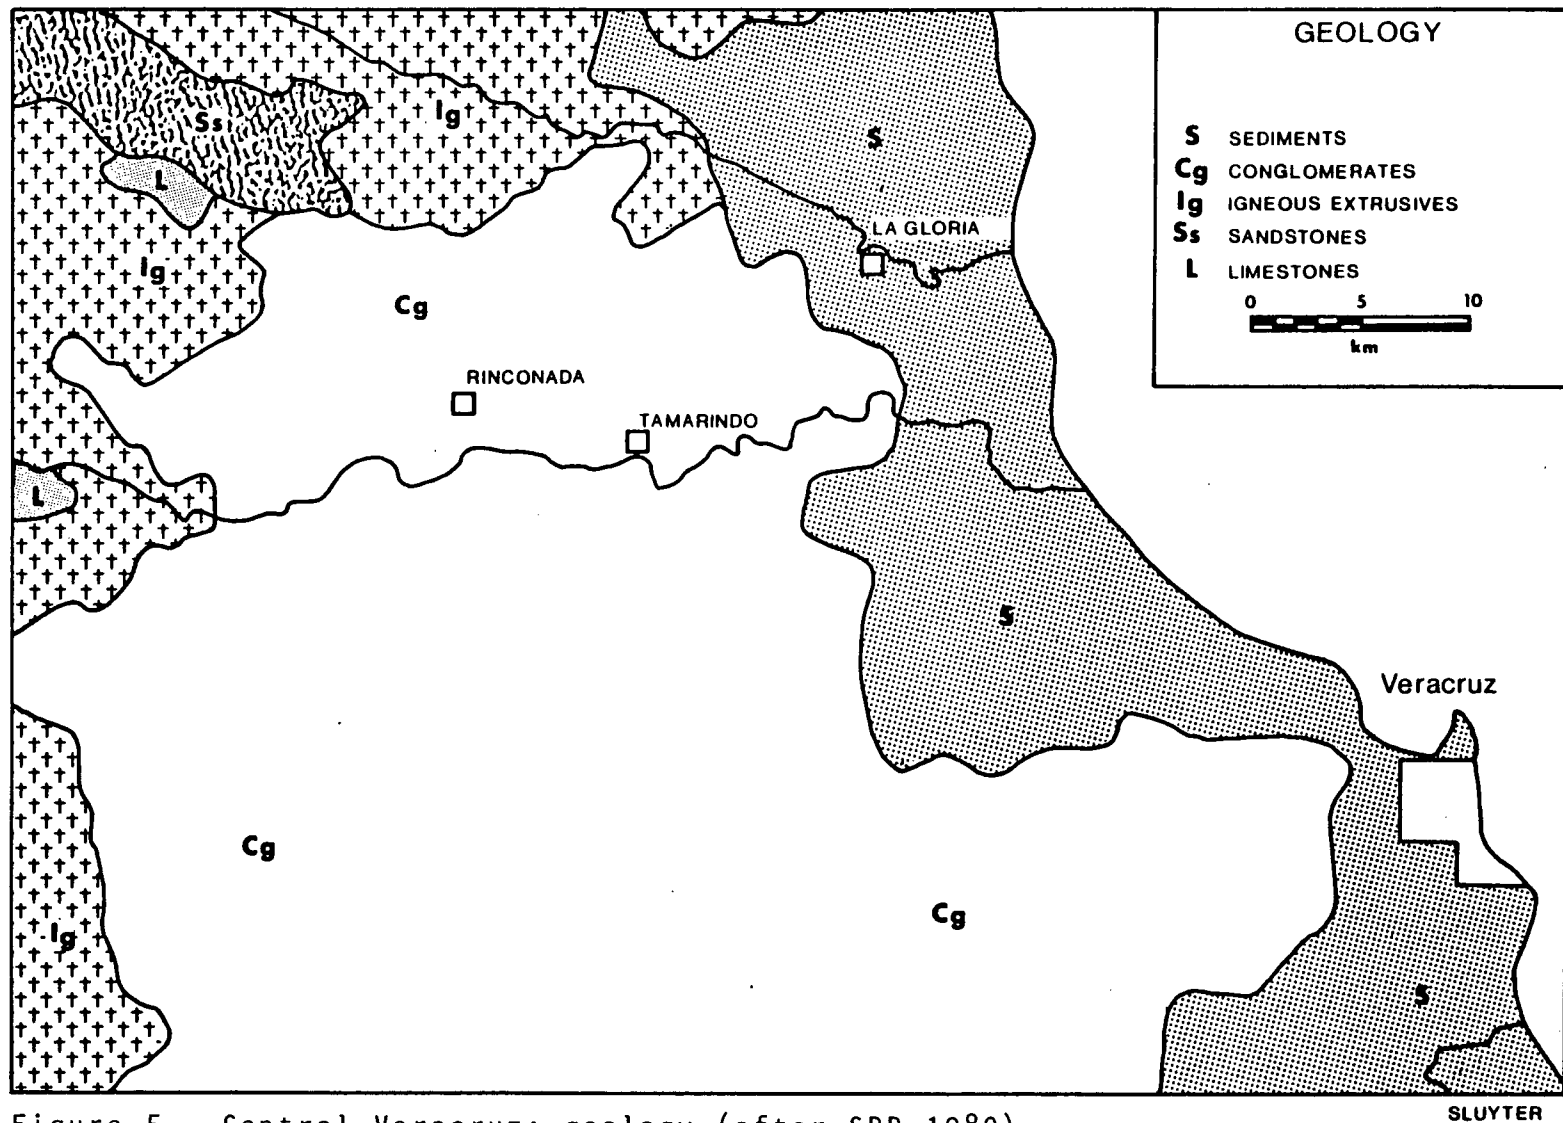 GEOLOGY
S SEDIMENTS
Cg CONGLOMERATES
Ig IGNEOUS EXTRUSIVES
Ss SANDSTONES
L LIMESTONES
0 5 10
km
Ig
Ss
S
L
LA GLORIA
S
Ig
Cg
RINCONADA
TAMARINDO
L
S
Veracruz
Cg
Cg
Ig
S
SLUYTER